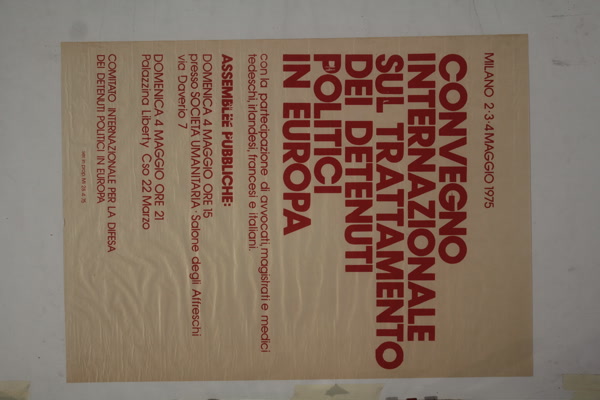 MILANO 2·3·4 MAGGIO 1975
CONVEGNO
INTERNAZIONALE
SUL TRATTAMENTO
DEI DETENUTI
POLITICI
IN EUROPA
con la partecipazione di avvocati, magistrati e medici
tedeschi, irlandesi, francesi e italiani.
ASSEMBLEE PUBBLICHE:
DOMENICA 4 MAGGIO ORE 15
presso SOCIETÀ UMANITARIA · Salone degli Affreschi
via Daverio 7
DOMENICA 4 MAGGIO ORE 21
Palazzina Liberty Cso 22 Marzo
COMITATO INTERNAZIONALE PER LA DIFESA
DEI DETENUTI POLITICI IN EUROPA